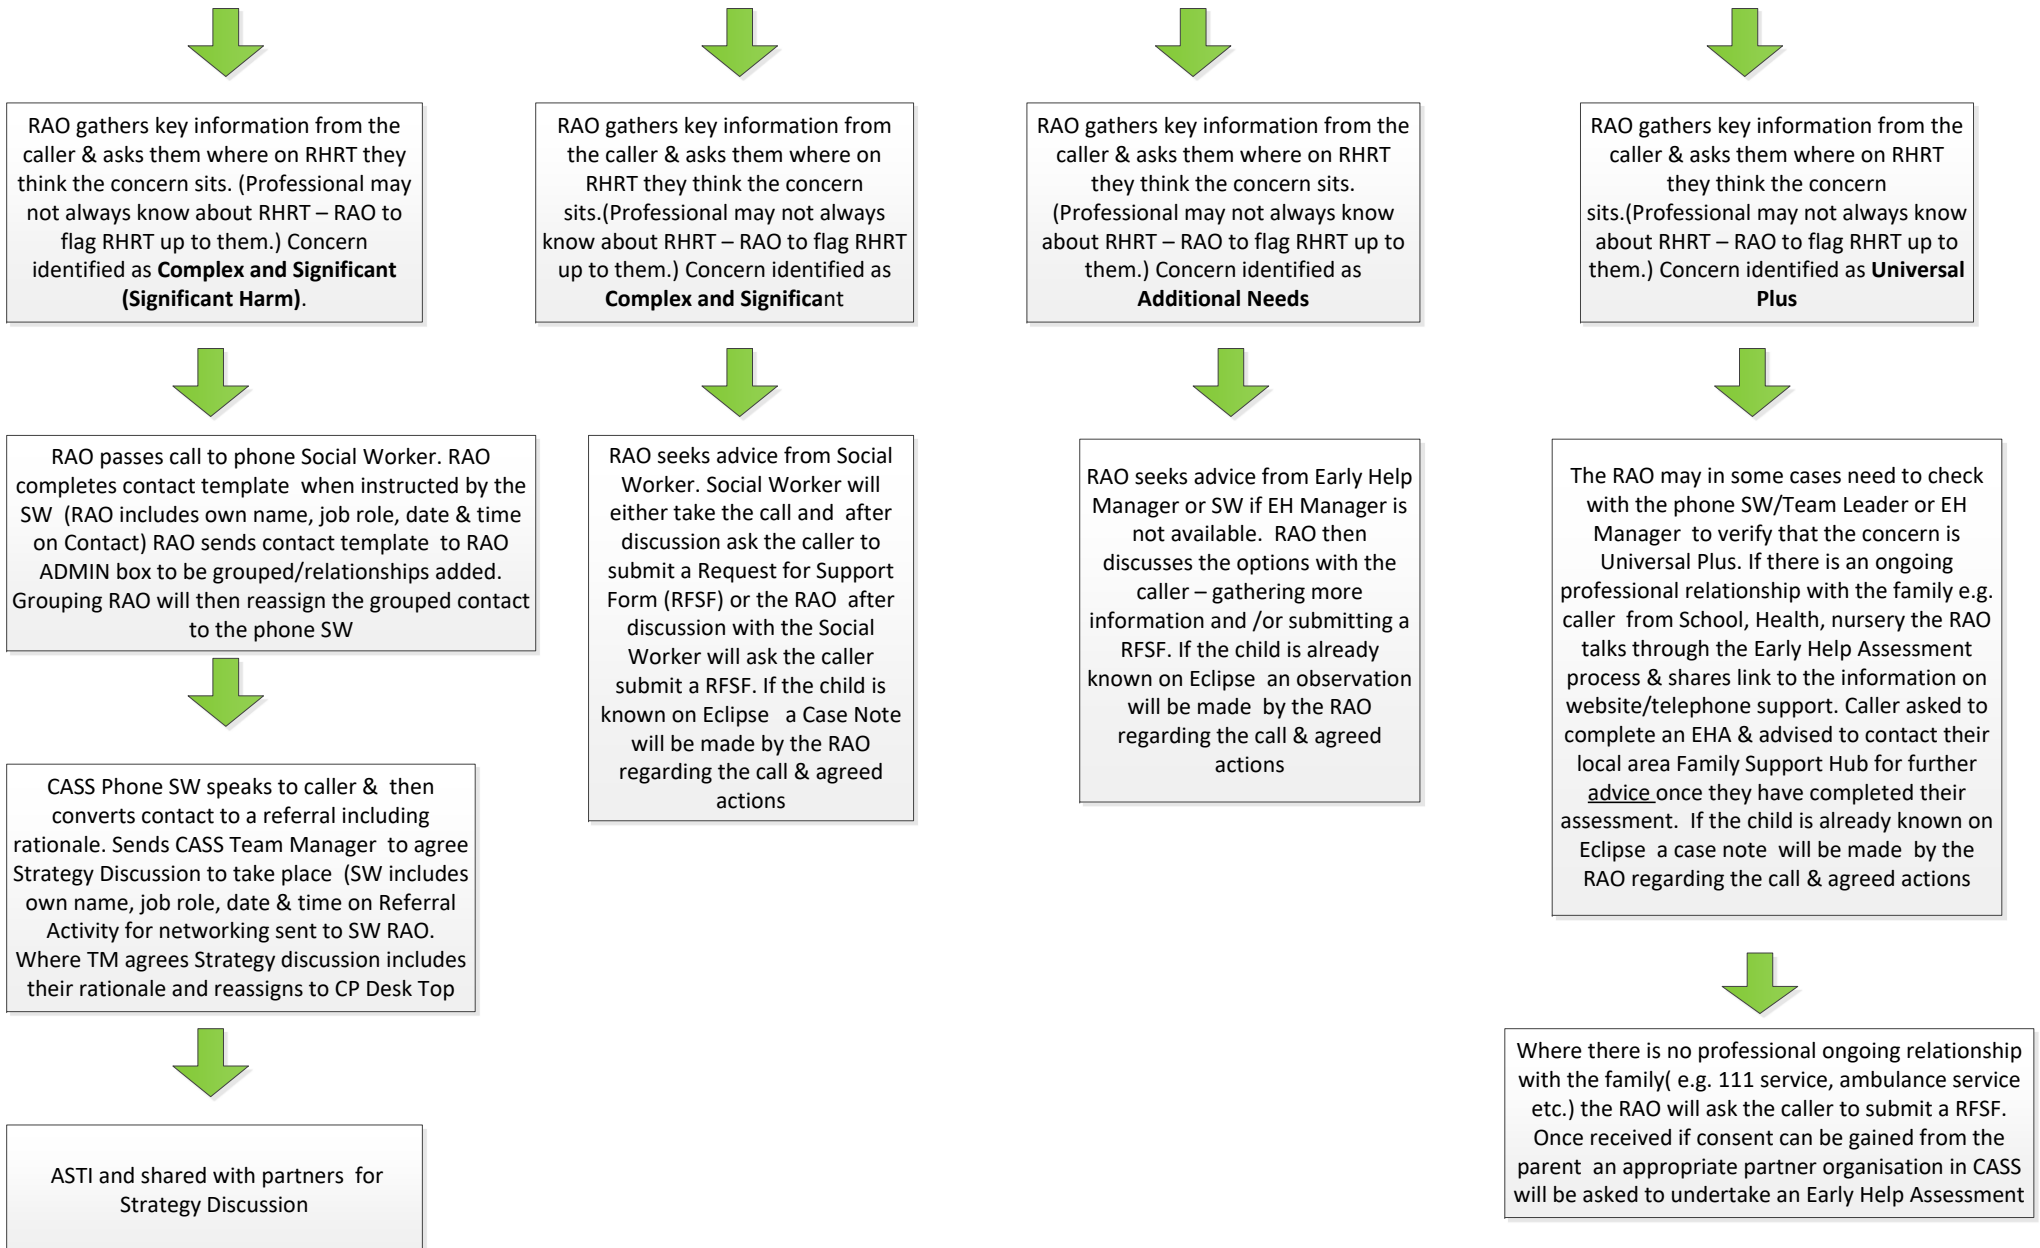 RAO gathers key information from the
caller & asks them where on RHRT they
think the concern sits. (Professional may
not always know about RHRT – RAO to
flag RHRT up to them.) Concern
identified as Complex and Significant
(Significant Harm).
RAO passes call to phone Social Worker. RAO
completes contact template  when instructed by the
SW  (RAO includes own name, job role, date & time
on Contact) RAO sends contact template  to RAO
ADMIN box to be grouped/relationships added.
Grouping RAO will then reassign the grouped contact
to the phone SW
CASS Phone SW speaks to caller &  then
converts contact to a referral including
rationale. Sends CASS Team Manager  to agree
Strategy Discussion to take place  (SW includes
own name, job role, date & time on Referral
Activity for networking sent to SW RAO.
Where TM agrees Strategy discussion includes
their rationale and reassigns to CP Desk Top
ASTI and shared with partners  for
Strategy Discussion
RAO gathers key information from
the caller & asks them where on
RHRT they think the concern
sits.(Professional may not always
know about RHRT – RAO to flag RHRT
up to them.) Concern identified as
Complex and Significant
RAO seeks advice from Social
Worker. Social Worker will
either take the call and  after
discussion ask the caller to
submit a Request for Support
Form (RFSF) or the RAO  after
discussion with the Social
Worker will ask the caller
submit a RFSF. If the child is
known on Eclipse   a Case Note
will be made by the RAO
regarding the call & agreed
actions
RAO gathers key information from the
caller & asks them where on RHRT
they think the concern sits.
(Professional may not always know
about RHRT – RAO to flag RHRT up to
them.) Concern identified as
Additional Needs
RAO seeks advice from Early Help
Manager or SW if EH Manager is
not available.  RAO then
discusses the options with the
caller – gathering more
information and /or submitting a
RFSF. If the child is already
known on Eclipse  an observation
will be made  by the RAO
regarding the call & agreed
actions
RAO gathers key information from the
caller & asks them where on RHRT
they think the concern
sits.(Professional may not always know
about RHRT – RAO to flag RHRT up to
them.) Concern identified as Universal
Plus
The RAO may in some cases need to check
with the phone SW/Team Leader or EH
Manager  to verify that the concern is
Universal Plus. If there is an ongoing
professional relationship with the family e.g.
caller  from School, Health, nursery the RAO
talks through the Early Help Assessment
process & shares link to the information on
website/telephone support. Caller asked to
complete an EHA & advised to contact their
local area Family Support Hub for further
advice once they have completed their
assessment.  If the child is already known on
Eclipse  a case note  will be made  by the
RAO regarding the call & agreed actions
Where there is no professional ongoing relationship
with the family( e.g. 111 service, ambulance service
etc.) the RAO will ask the caller to submit a RFSF.
Once received if consent can be gained from the
parent  an appropriate partner organisation in CASS
will be asked to undertake an Early Help Assessment